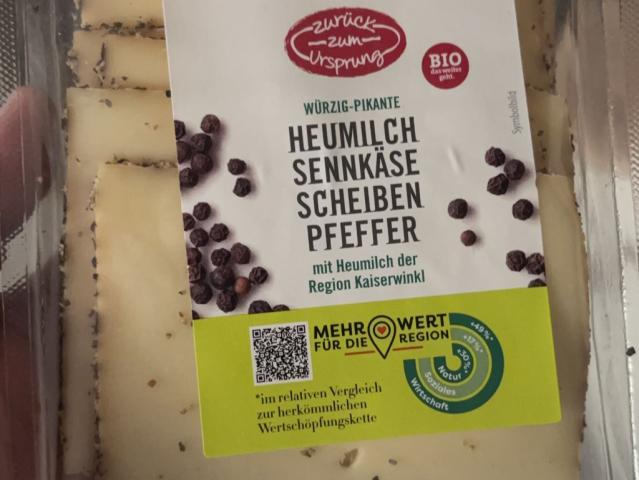 zurück
zum
Ursprung
BIO
das weiter
geht.
Symbolbild
WÜRZIG-PIKANTE
HEUMILCH
SENNKÄSE
SCHEIBEN
PFEFFER
mit Heumilch der
Region Kaiserwinkl
MEHR WERT
FÜR DIE REGION
+49%*
+17%*
+30%*
Natur
Soziales
Wirtschaft
*im relativen Vergleich
zur herkömmlichen
Wertschöpfungskette